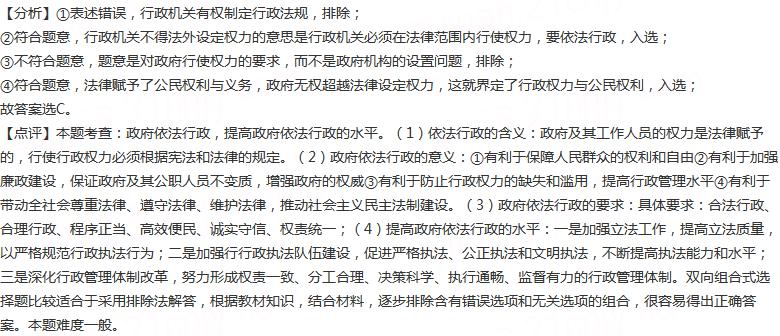 【分析】①表述错误，行政机关有权制定行政法规，排除；
②符合题意，行政机关不得法外设定权力的意思是行政机关必须在法律范围内行使权力，要依法行政，入选；
③不符合题意，题意是对政府行使权力的要求，而不是政府机构的设置问题，排除；
④符合题意，法律赋予了公民权利与义务，政府无权超越法律设定权力，这就界定了行政权力与公民权利，入选；
故答案选C。
【点评】本题考查：政府依法行政，提高政府依法行政的水平。（1）依法行政的含义：政府及其工作人员的权力是法律赋予
的，行使行政权力必须根据宪法和法律的规定。（2）政府依法行政的意义：①有利于保障人民群众的权利和自由②有利于加强
廉政建设，保证政府及其公职人员不变质，增强政府的权威③有利于防止行政权力的缺失和滥用，提高行政管理水平④有利于
带动全社会尊重法律、遵守法律、维护法律，推动社会主义民主法制建设。（3）政府依法行政的要求：具体要求：合法行政、
合理行政、程序正当、高效便民、诚实守信、权责统一；（4）提高政府依法行政的水平：一是加强立法工作，提高立法质量，
以严格规范行政执法行为；二是加强行行政执法队伍建设，促进严格执法、公正执法和文明执法，不断提高执法能力和水平；
三是深化行政管理体制改革，努力形成权责一致、分工合理、决策科学、执行通畅、监督有力的行政管理体制。双向组合式选
择题比较适合于采用排除法解答，根据教材知识，结合材料，逐步排除含有错误选项和无关选项的组合，很容易得出正确答
案。本题难度一般。